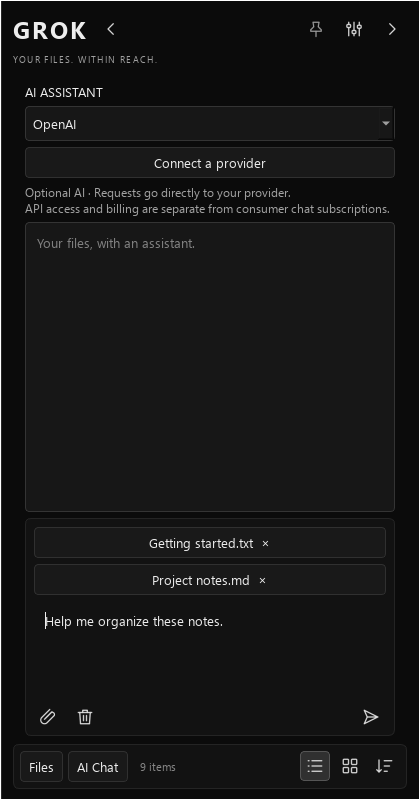 GROK
YOUR FILES. WITHIN REACH.
AI ASSISTANT
OpenAI
Connect a provider
Optional AI · Requests go directly to your provider.
API access and billing are separate from consumer chat subscriptions.
Your files, with an assistant.
Getting started.txt ×
Project notes.md ×
Help me organize these notes.
Files AI Chat 9 items